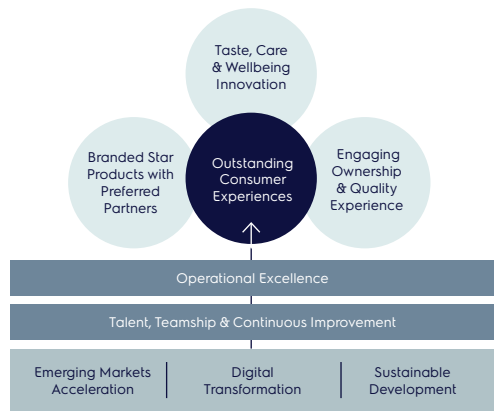 Taste, Care
& Wellbeing
Innovation
Branded Star
Products with
Preferred
Partners
Outstanding
Consumer
Experiences
Engaging
Ownership
& Quality
Experience
Operational Excellence
Talent, Teamship & Continuous Improvement
Emerging Markets
Acceleration
Digital
Transformation
Sustainable
Development